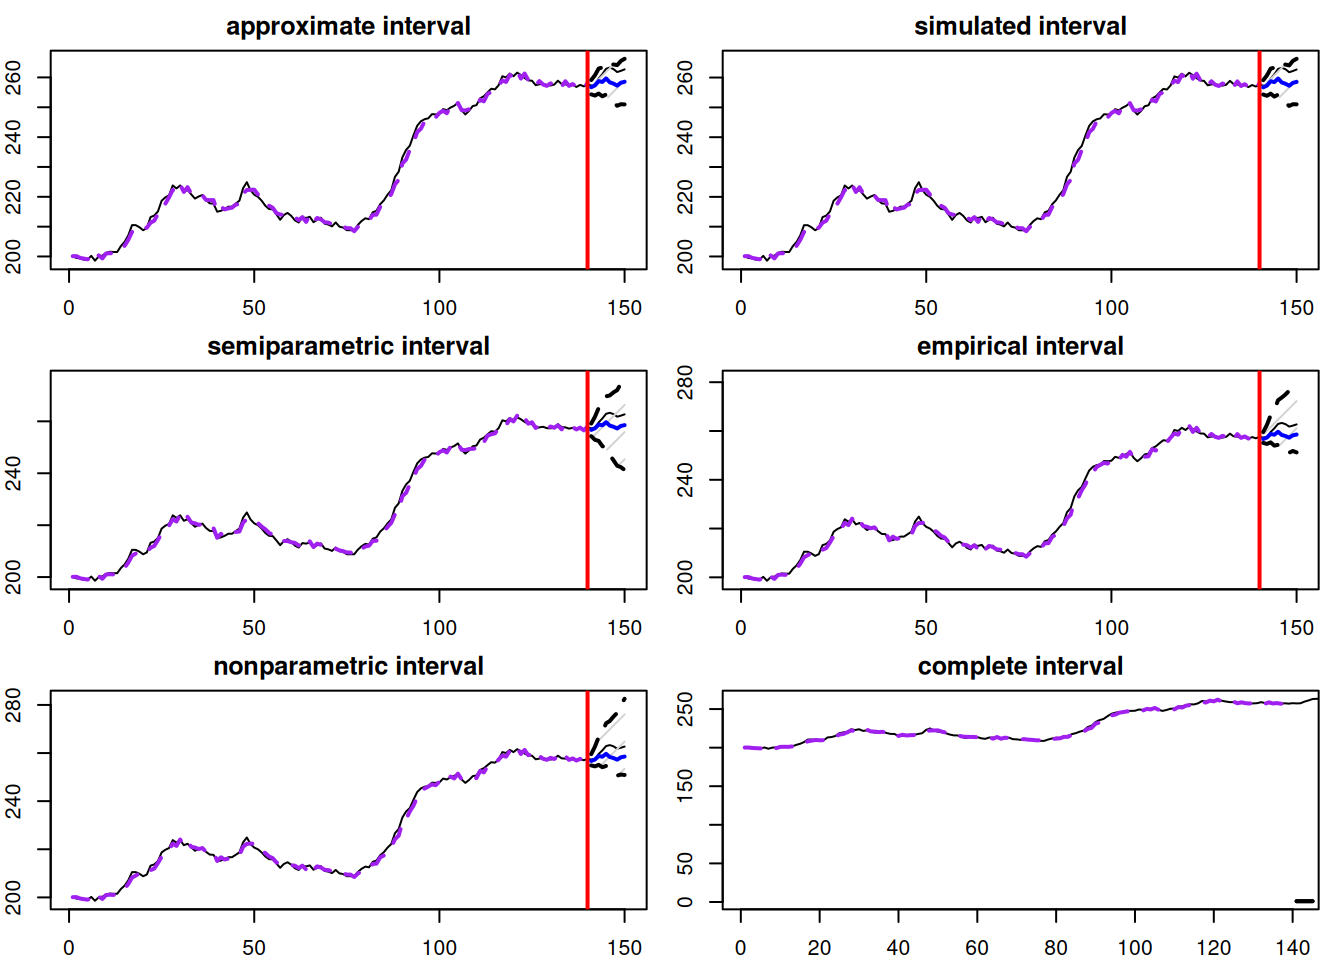 approximate interval
200 220 240 260
0 50 100 150
simulated interval
200 220 240 260
0 50 100 150
semiparametric interval
200 240
0 50 100 150
empirical interval
200 240 280
0 50 100 150
nonparametric interval
200 240 280
0 50 100 150
complete interval
0 50 150 250
0 20 40 60 80 100 120 140